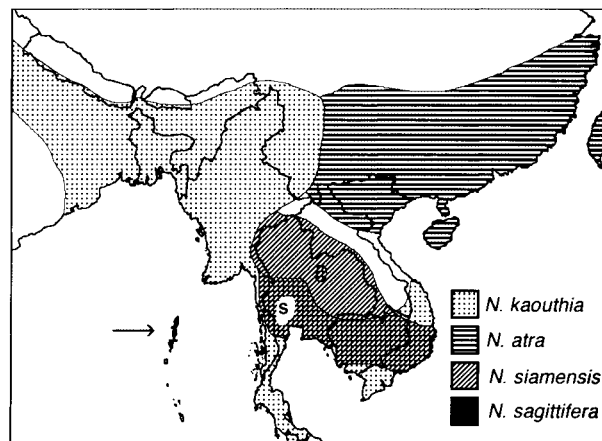 S
N. kaouthia
N. atra
N. siamensis
N. sagittifera